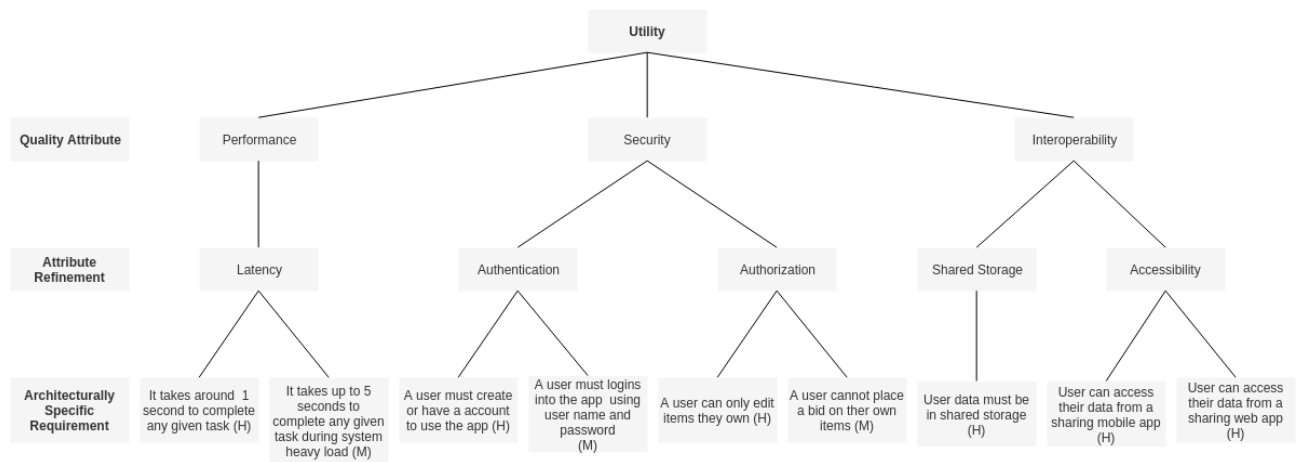 Utility
Quality Attribute
Performance
Security
Interoperability
Attribute
Refinement
Latency
Authentication
Authorization
Shared Storage
Accessibility
Architecturally
Specific
Requirement
It takes around 1
second to complete
any given task (H)
It takes up to 5
seconds to
complete any given
task during system
heavy load (M)
A user must create
or have a account
to use the app (H)
A user must logins
into the app using
user name and
password
(M)
A user can only edit
items they own (H)
A user cannot place
a bid on ther own
items (M)
User data must be
in shared storage
(H)
User can access
their data from a
sharing mobile app
(H)
User can access
their data from a
sharing web app
(H)